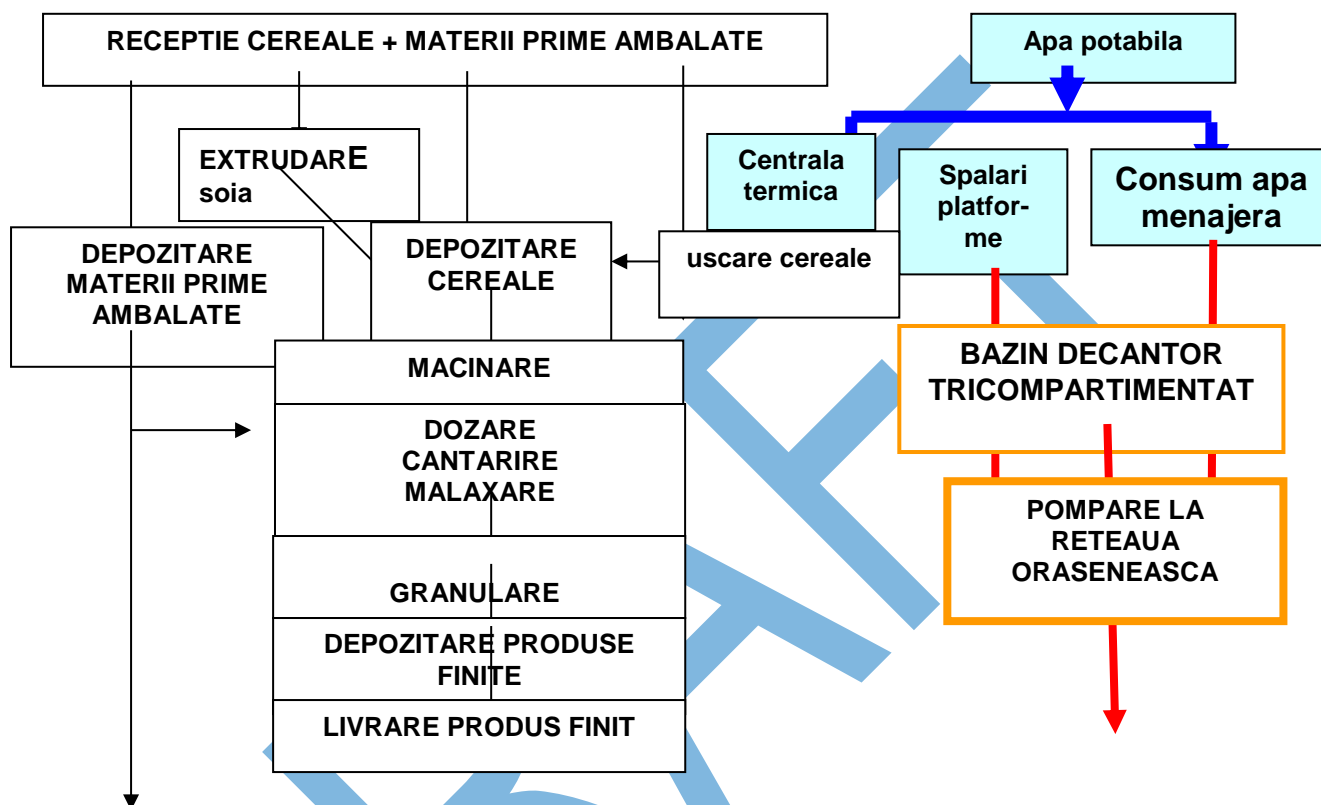 RECEPTIE CEREALE + MATERII PRIME AMBALATE
Apa potabila
EXTRUDARE
soia
Centrala
termica
Spalari
platfor-
me
Consum apa
menajera
DEPOZITARE
MATERII PRIME
AMBALATE
DEPOZITARE
CEREALE
uscare cereale
MACINARE
BAZIN DECANTOR
TRICOMPARTIMENTAT
DOZARE
CANTARIRE
MALAXARE
POMPARE LA
RETEAUA
ORASENEASCA
GRANULARE
DEPOZITARE PRODUSE
FINITE
LIVRARE PRODUS FINIT